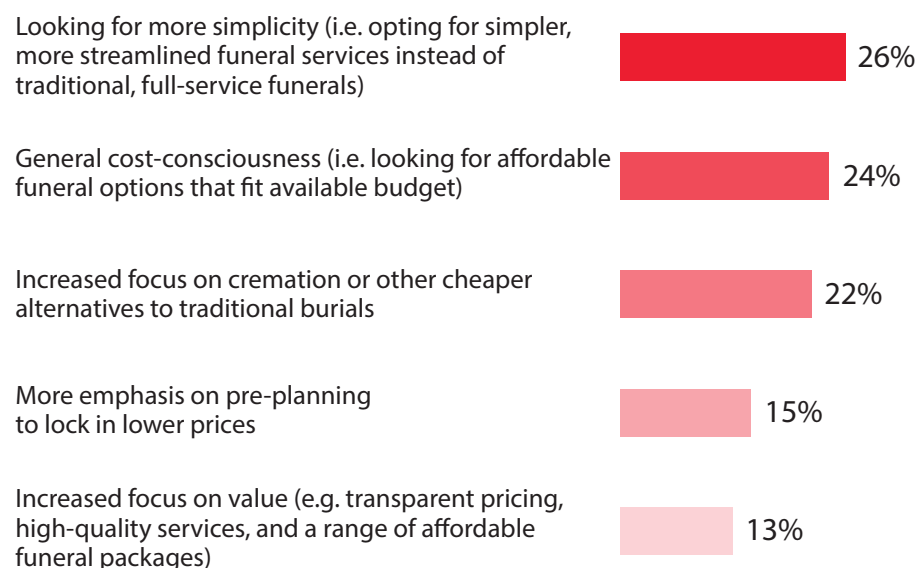 Looking for more simplicity (i.e. opting for simpler,
more streamlined funeral services instead of
traditional, full-service funerals)
26%
General cost-consciousness (i.e. looking for affordable
funeral options that fit available budget)
24%
Increased focus on cremation or other cheaper
alternatives to traditional burials
22%
More emphasis on pre-planning
to lock in lower prices
15%
Increased focus on value (e.g. transparent pricing,
high-quality services, and a range of affordable
funeral packages)
13%